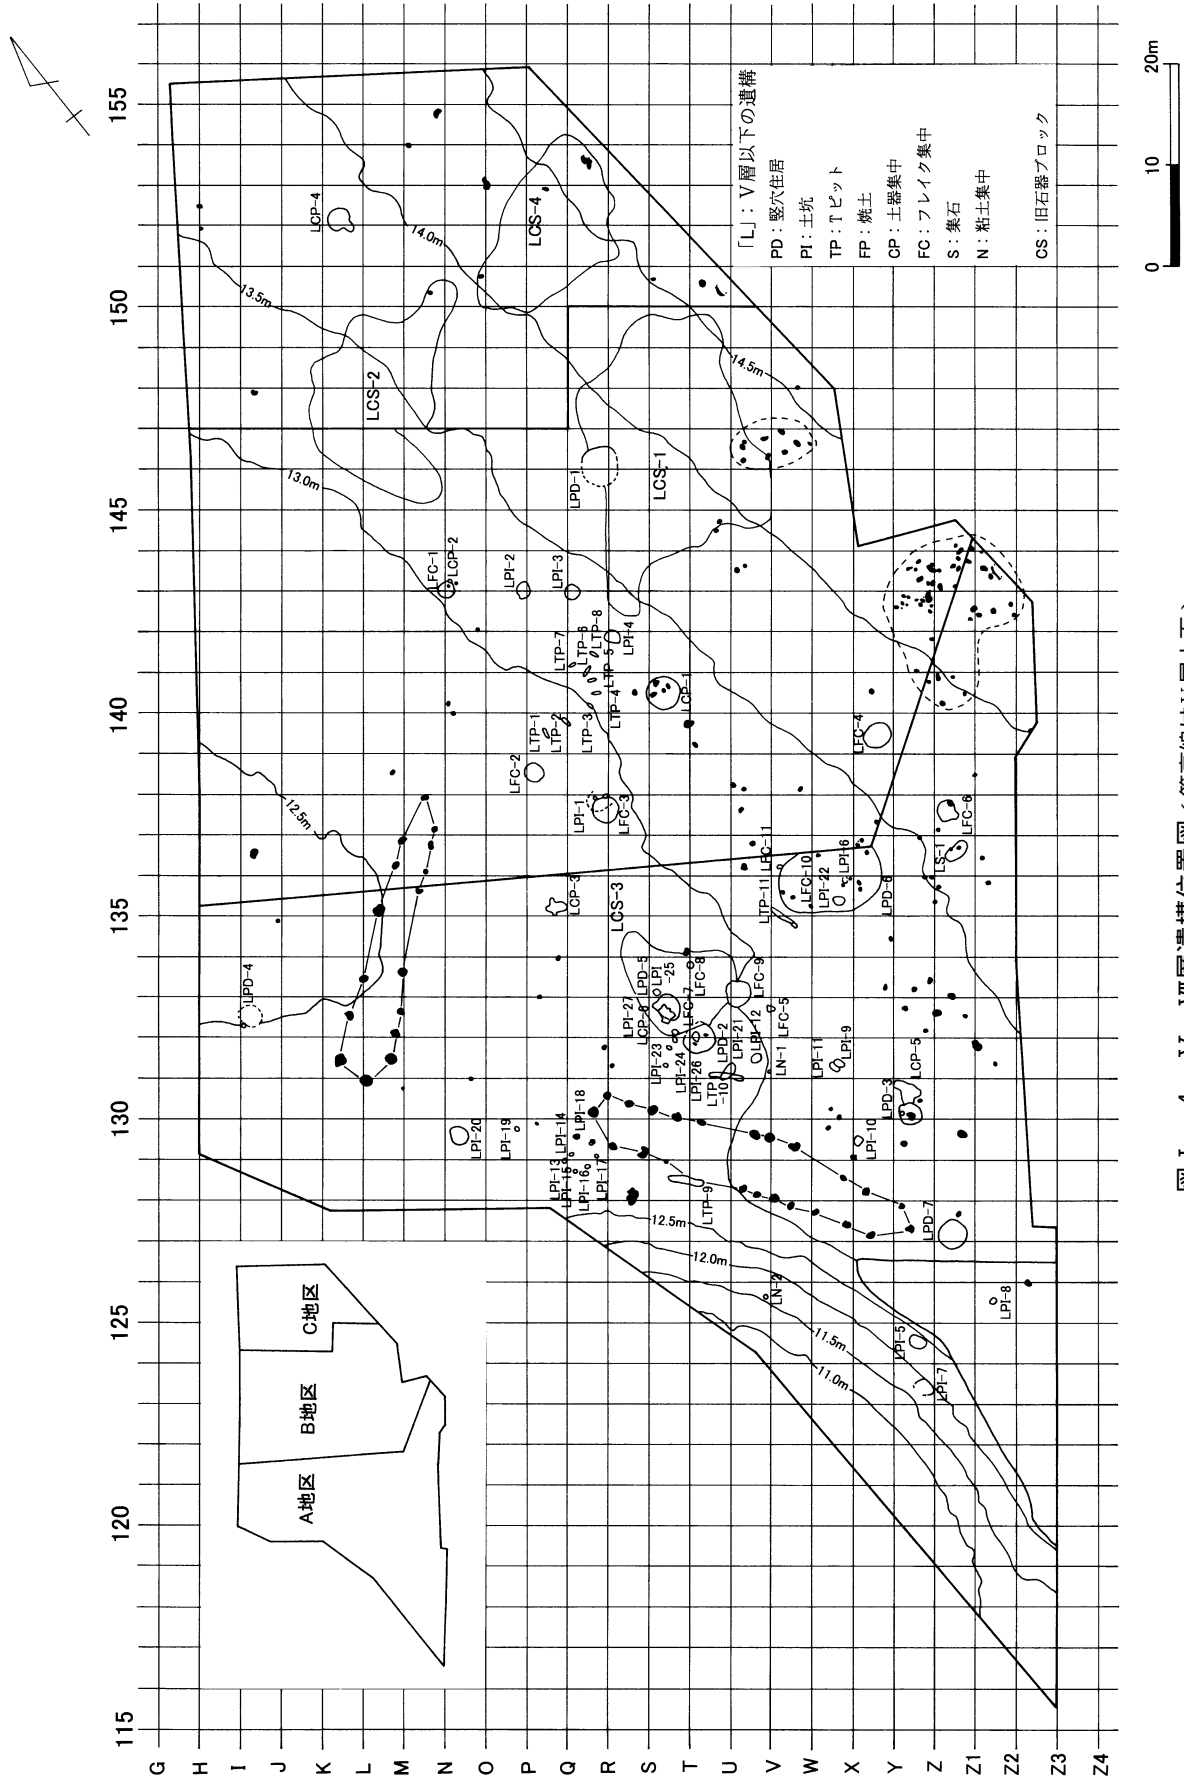 115
120
125
130
135
140
145
150
155
G
H
I
J
K
L
M
N
O
P
Q
R
S
T
U
V
W
X
Y
Z
Z1
Z2
Z3
Z4
A地区
B地区
C地区
「L」：V層以下の遺構
PD：竪穴住居
PI：土坑
TP：Tピット
FP：焼土
CP：土器集中
FC：フレイク集中
S：集石
N：粘土集中
CS：旧石器ブロック
0
10
20m
LCP-4
14.0m
13.5m
LCS-4
LCS-2
14.5m
13.0m
LPD-1
LCS-1
LFC-1
LCP-2
LPI-2
LPI-3
LTP-7
LTP-6
LTP-8
LTP-5
LPI-4
LTP-4
LCP-1
LTP-1
LTP-2
LTP-3
LFC-2
LFC-4
12.5m
LPI-1
LFC-3
LFC-6
LS-1
LFC-11
LFC-10
LPI-6
LPI-22
LTP-11
LPD-6
LCP-3
LCS-3
LPD-4
LPD-5
LPI
-25
LFC-8
LFC-9
LPI-27
LCP-6
LFC-7
LFC-5
LPI-23
LPI-24
LPD-2
LPI-21
LPI-12
LPI-26
LTP
-10
LN-1
LPI-11
LPI-9
LCP-5
LPD-3
LPI-10
LPI-20
LPI-19
LPI-14
LPI-18
LPI-13
LPI-15
LPI-16
LPI-17
LTP-9
LPD-7
12.5m
12.0m
LN-2
11.5m
11.0m
LPI-5
LPI-7
LPI-8